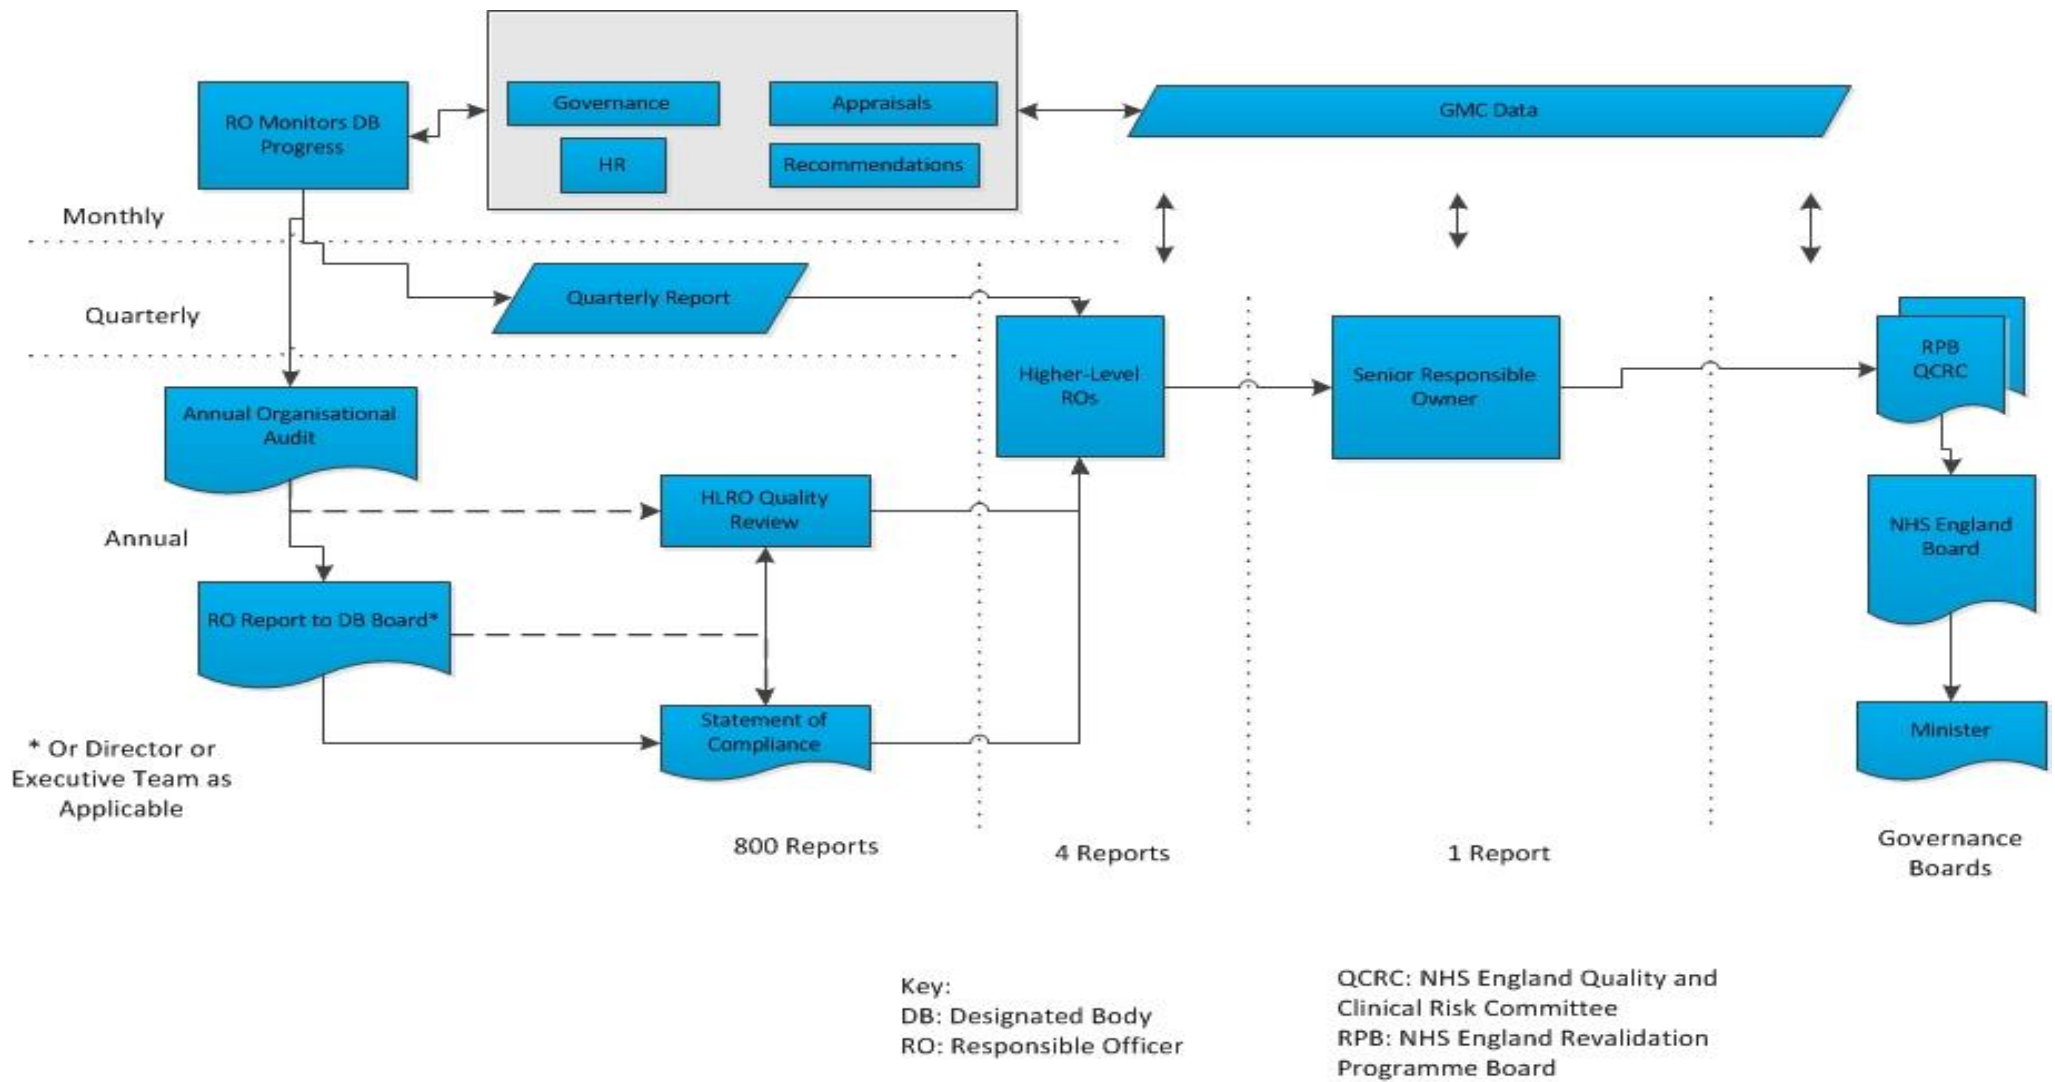 RO Monitors DB
Progress
Governance
Appraisals
HR
Recommendations
GMC Data
Monthly
Quarterly
Quarterly Report
Higher-Level
ROs
Senior Responsible
Owner
RPB
QCRC
Annual Organisational
Audit
HLRO Quality
Review
Annual
NHS England
Board
RO Report to DB Board*
Statement of
Compliance
Minister
* Or Director or
Executive Team as
Applicable
800 Reports
4 Reports
1 Report
Governance
Boards
Key:
DB: Designated Body
RO: Responsible Officer
QCRC: NHS England Quality and
Clinical Risk Committee
RPB: NHS England Revalidation
Programme Board